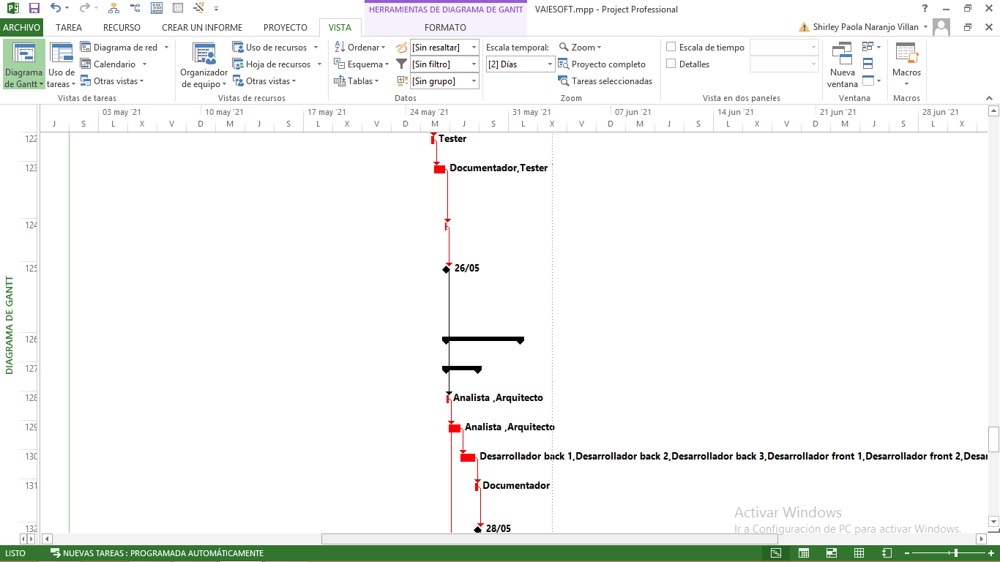 HERRAMIENTAS DE DIAGRAMA DE GANTT
VAIESOFT.mpp - Project Professional
ARCHIVO TAREA RECURSO CREAR UN INFORME PROYECTO VISTA FORMATO
Shirley Paola Naranjo Villan
Diagrama de Gantt
Uso de tareas
Diagrama de red
Calendario
Otras vistas
Vistas de tareas
Organizador de equipo
Uso de recursos
Hoja de recursos
Otras vistas
Vistas de recursos
Ordenar
Esquema
Tablas
[Sin resaltar]
[Sin filtro]
[Sin grupo]
Datos
Escala temporal:
[2] Días
Zoom
Proyecto completo
Tareas seleccionadas
Zoom
Escala de tiempo
Detalles
Vista en dos paneles
Nueva ventana
Ventana
Macros
Macros
03 may '21 10 may '21 17 may '21 24 may '21 31 may '21 07 jun '21 14 jun '21 21 jun '21 28 jun '21
J S L X V D M J S L X V D M J S L X V D M J S L X
DIAGRAMA DE GANTT
122 Tester
123 Documentador,Tester
124
125 26/05
126
127
128 Analista ,Arquitecto
129 Analista ,Arquitecto
130 Desarrollador back 1,Desarrollador back 2,Desarrollador back 3,Desarrollador front 1,Desarrollador front 2,Desar
131 Documentador
132 28/05
Activar Windows
Ir a Configuración de PC para activar Windows.
LISTO NUEVAS TAREAS : PROGRAMADA AUTOMÁTICAMENTE